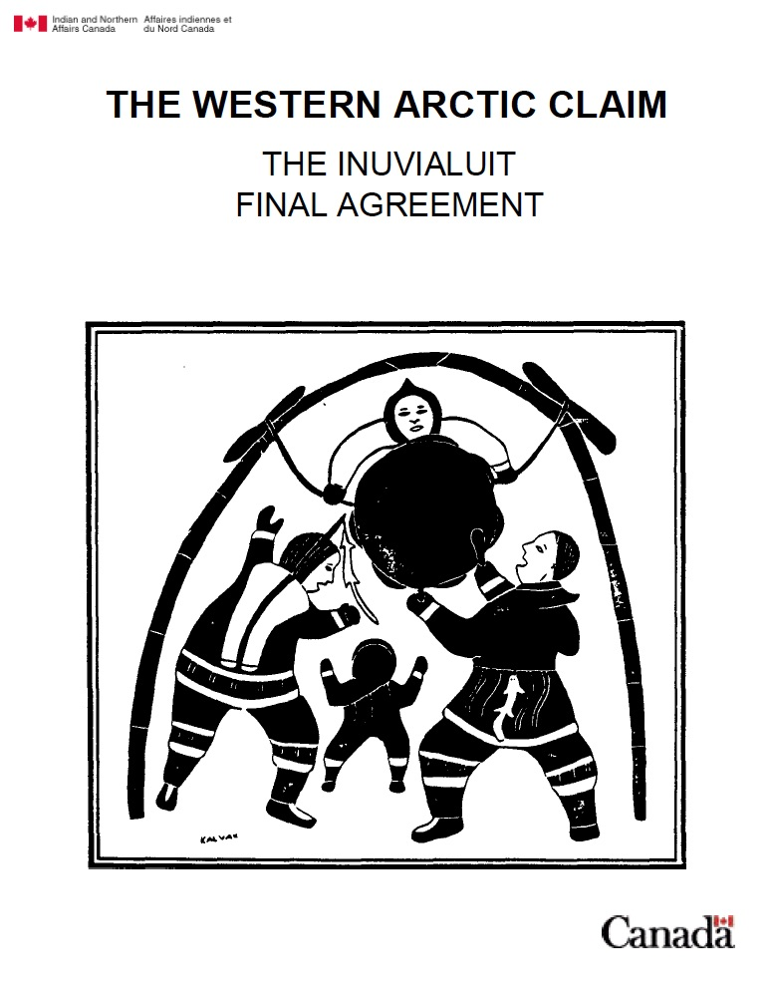 Indian and Northern Affaires indiennes et
Affairs Canada du Nord Canada
THE WESTERN ARCTIC CLAIM
THE INUVIALUIT
FINAL AGREEMENT
KALVAK
Canada